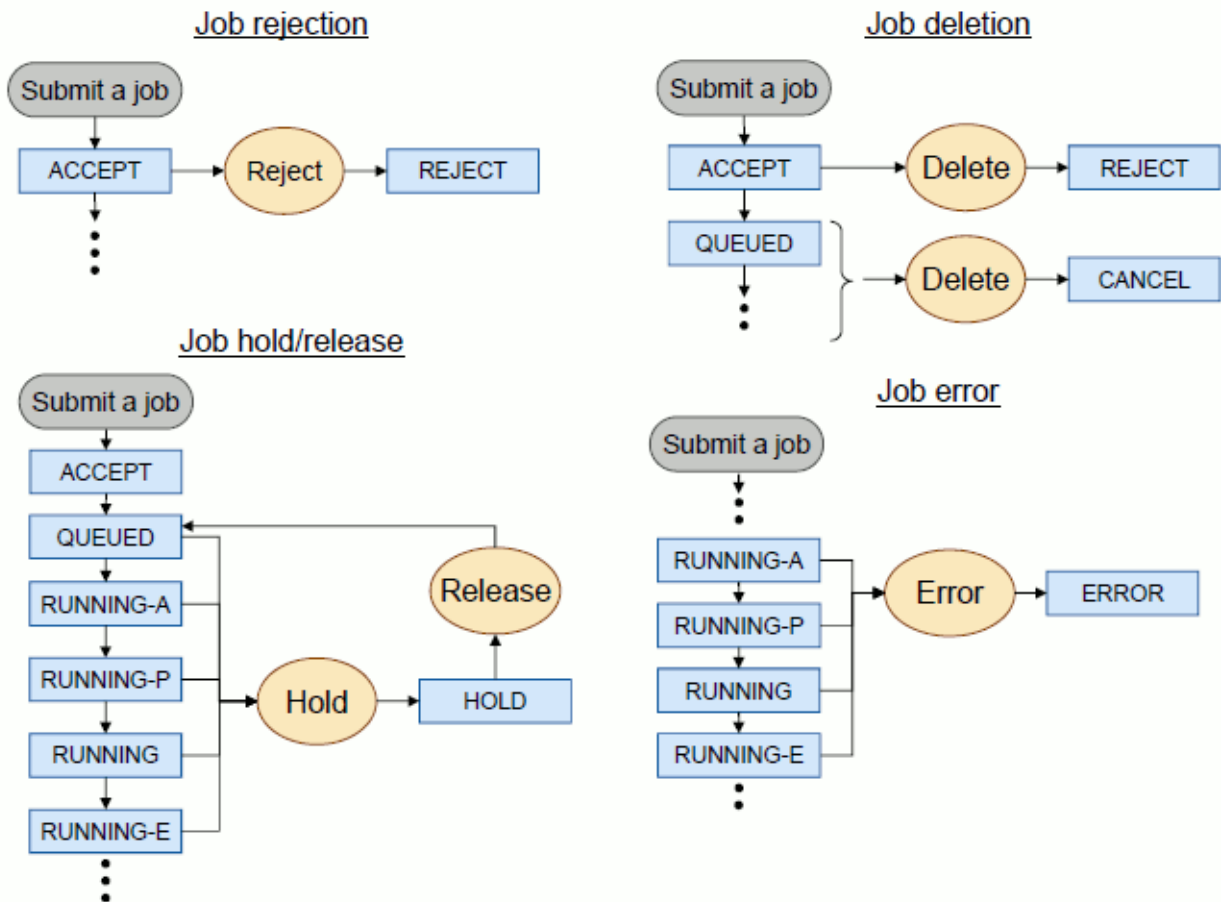 Job rejection
Submit a job
ACCEPT
Reject
REJECT
Job deletion
Submit a job
ACCEPT
Delete
REJECT
QUEUED
Delete
CANCEL
Job hold/release
Submit a job
ACCEPT
QUEUED
RUNNING-A
RUNNING-P
RUNNING
RUNNING-E
Hold
HOLD
Release
Job error
Submit a job
RUNNING-A
RUNNING-P
RUNNING
RUNNING-E
Error
ERROR